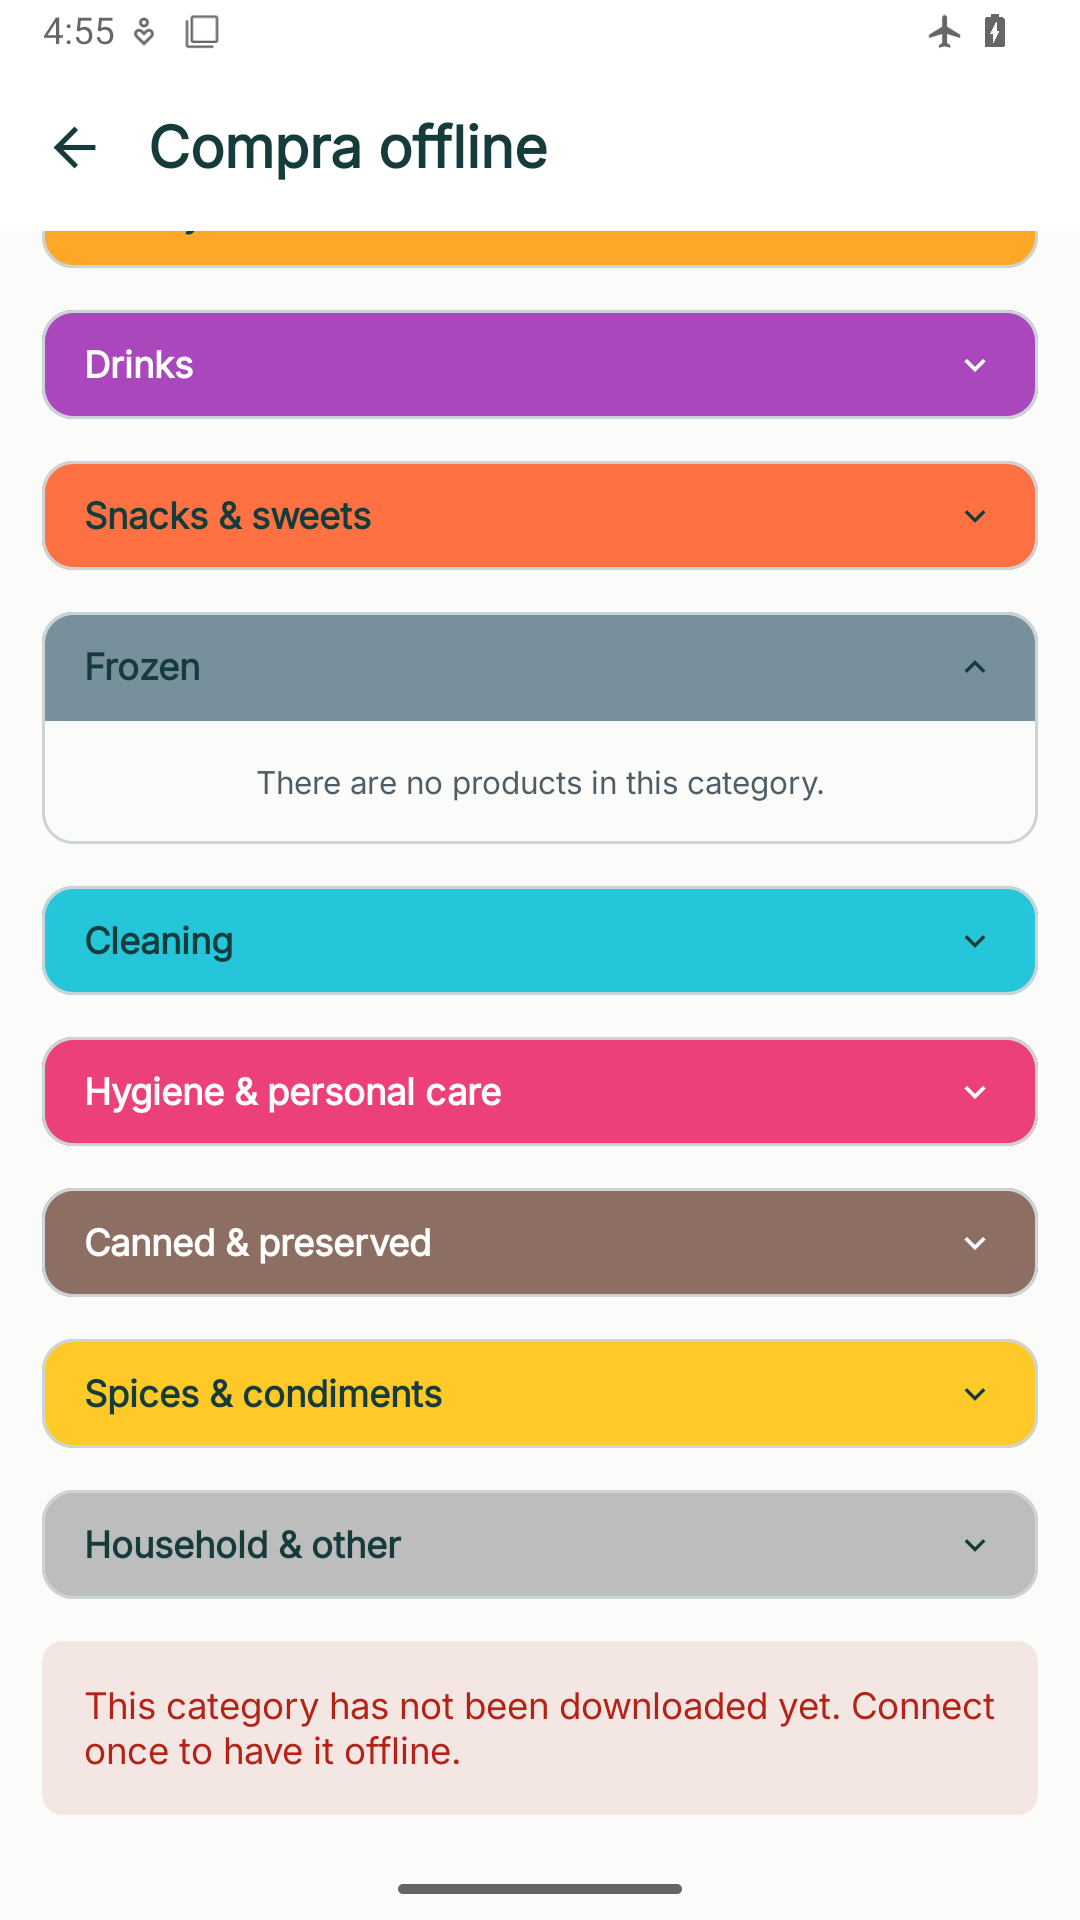 4:55
Compra offline
Drinks
Snacks & sweets
Frozen
There are no products in this category.
Cleaning
Hygiene & personal care
Canned & preserved
Spices & condiments
Household & other
This category has not been downloaded yet. Connect
once to have it offline.